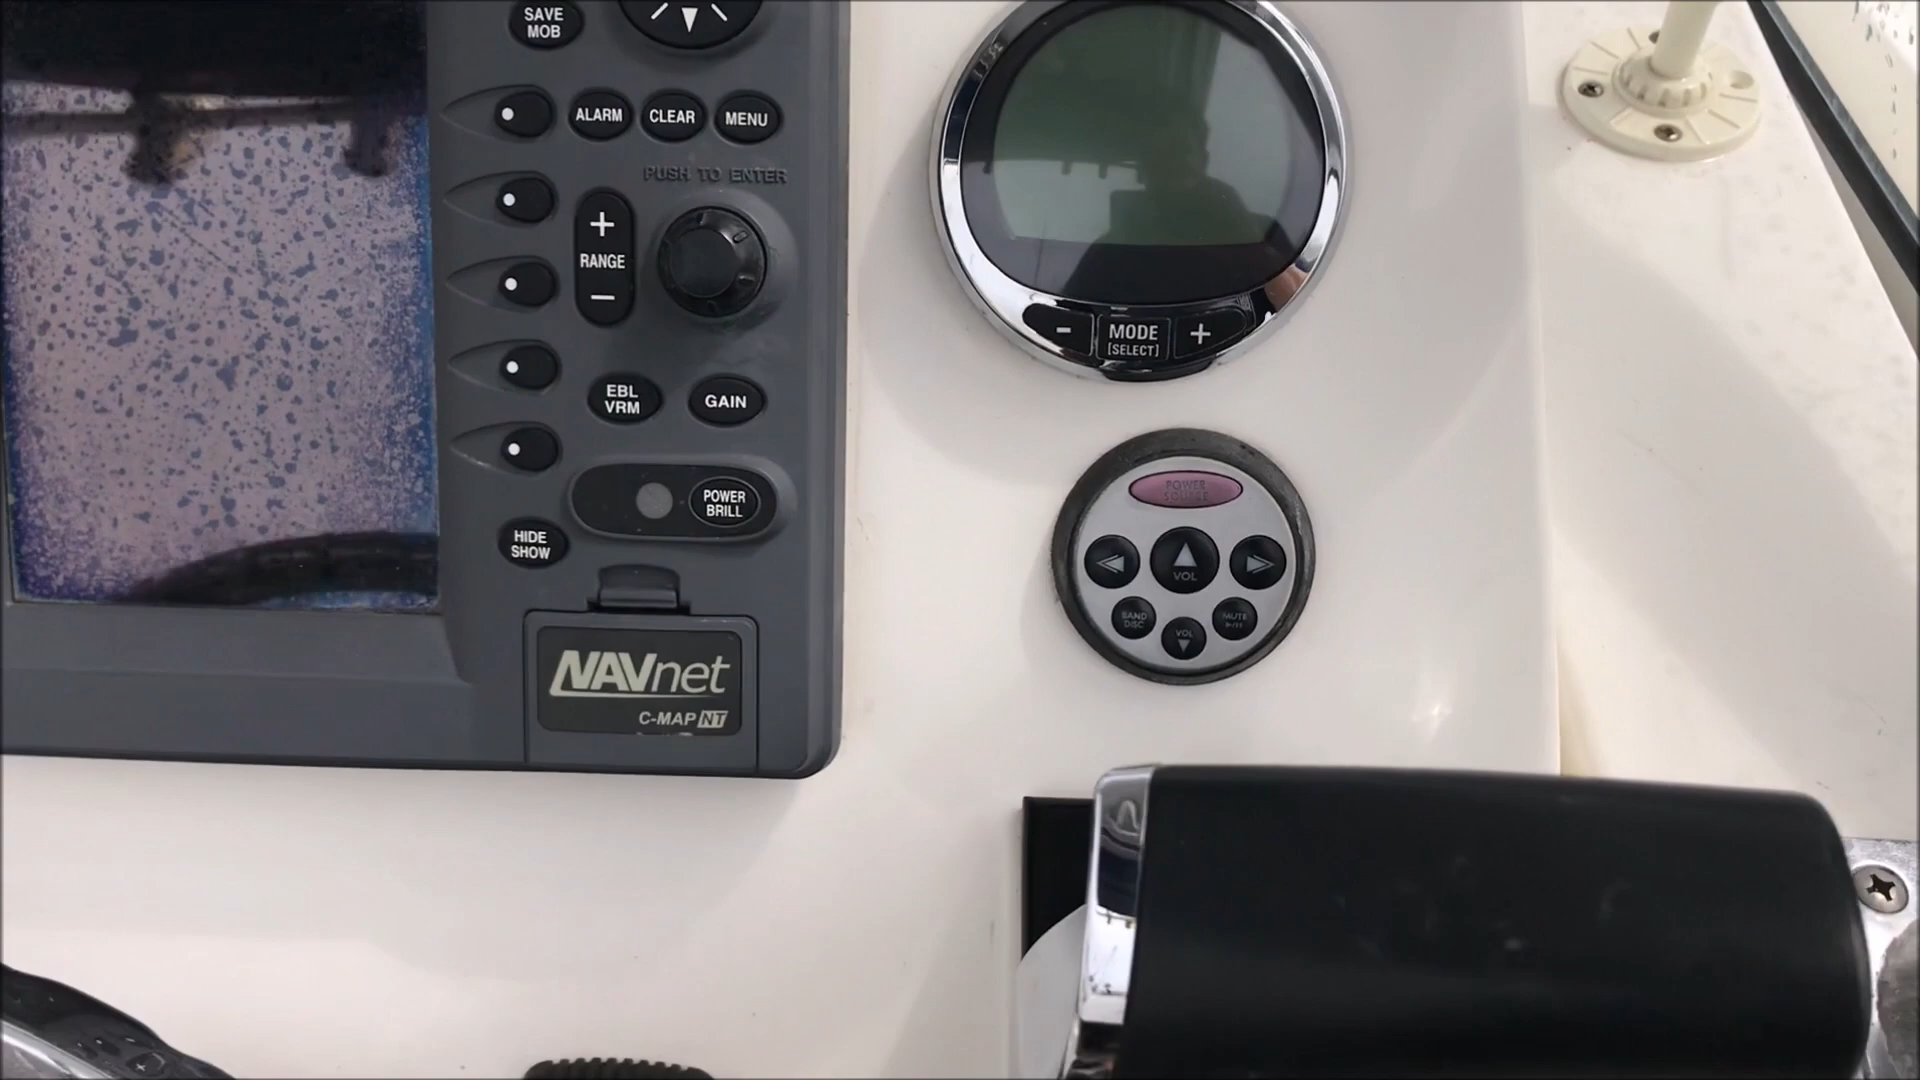 SAVE
MOB
ALARM
CLEAR
MENU
PUSH TO ENTER
+
RANGE
-
EBL
VRM
GAIN
POWER
BRILL
HIDE
SHOW
NAVnet
C-MAP NT
-
MODE
[SELECT]
+
POWER
SOURCE
VOL
BAND
DISC
VOL
MUTE